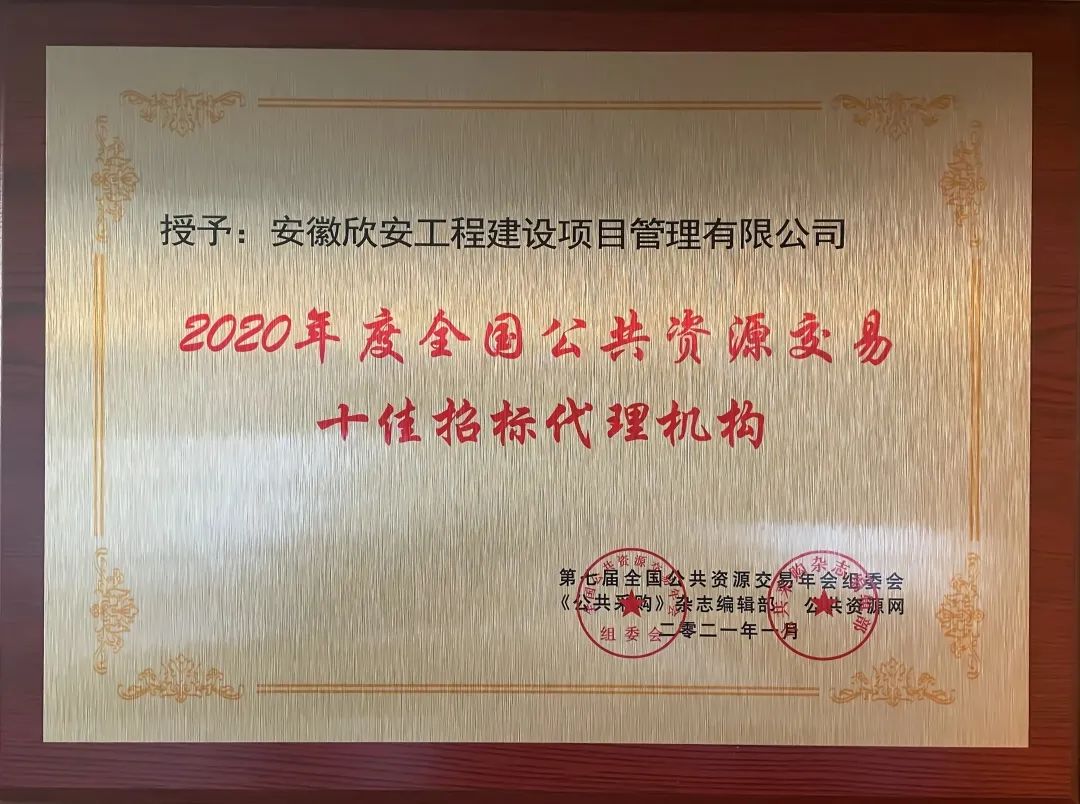 授予：安徽欣安工程建设项目管理有限公司
2020年度全国公共资源交易
十佳招标代理机构
第七届全国公共资源交易年会组委会
《公共采购》杂志编辑部 公共资源网
二零二一年一月
组委会